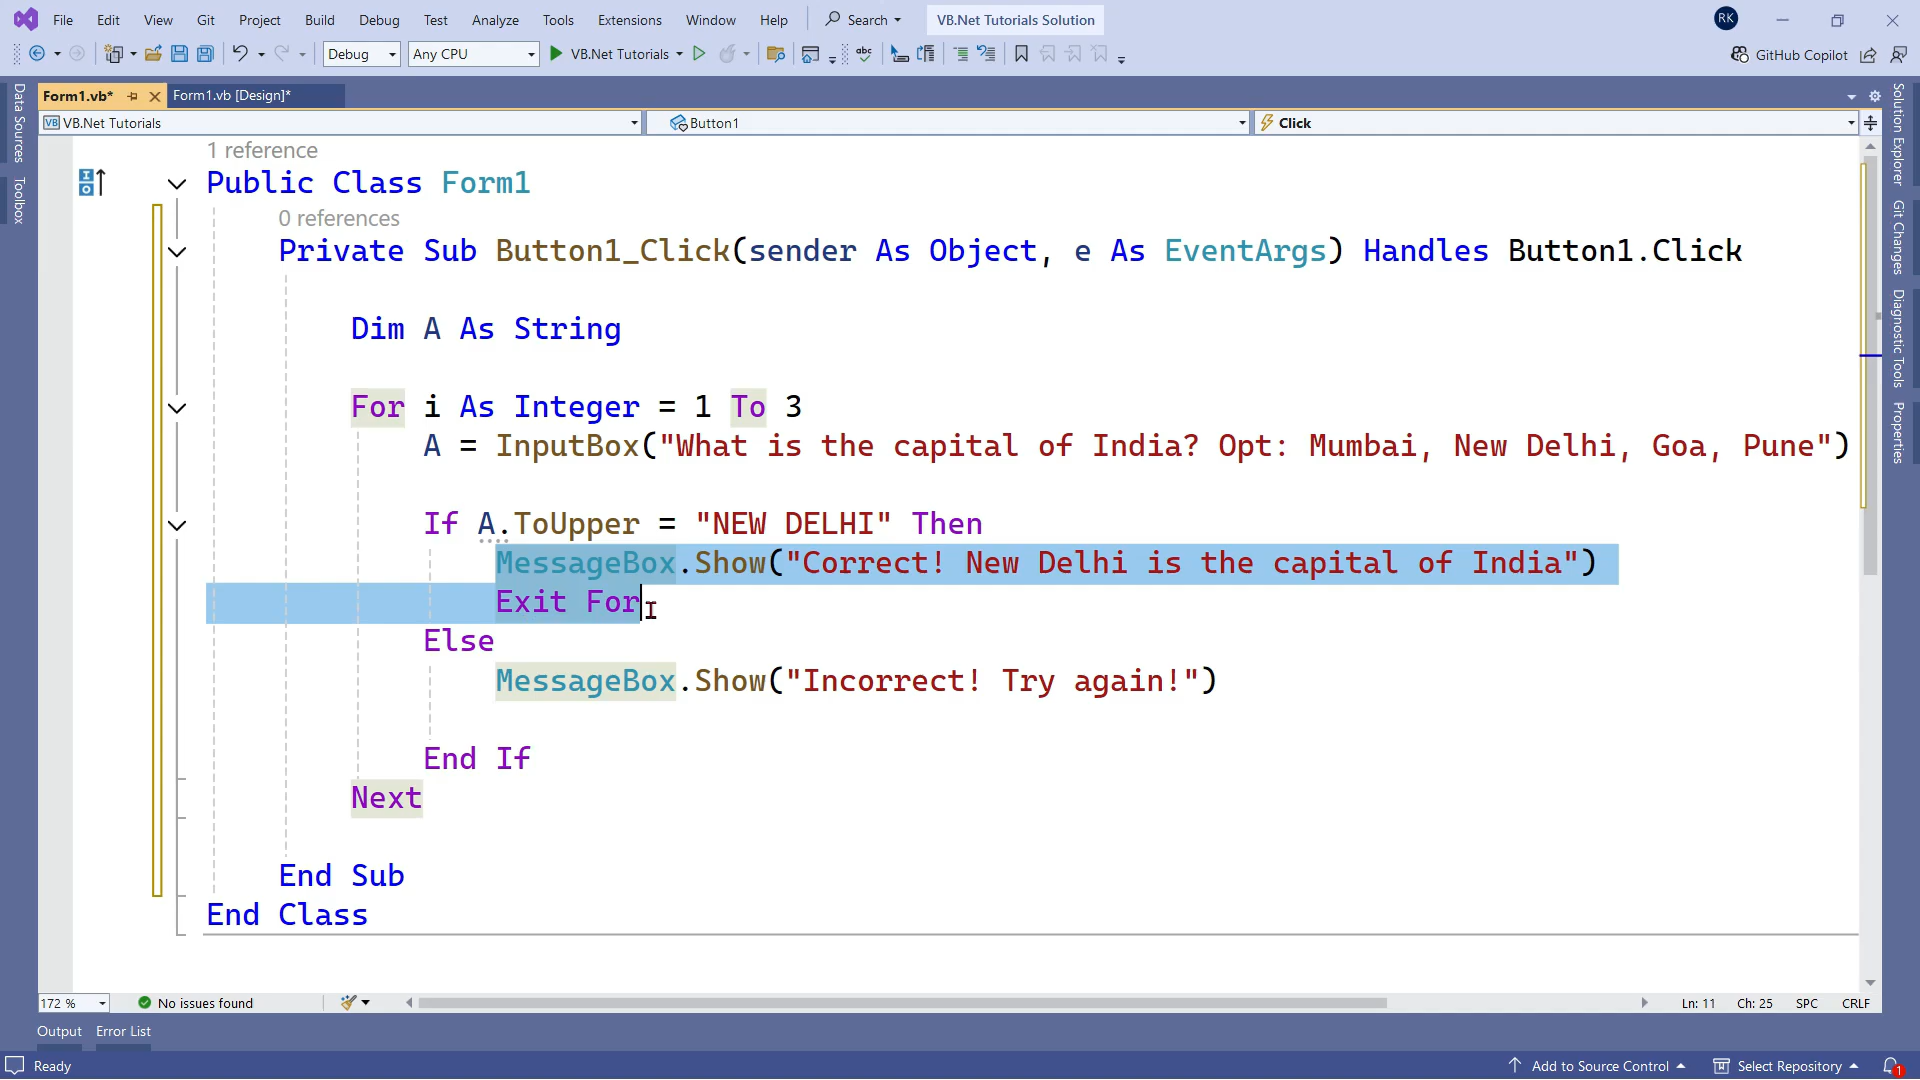 File Edit View Git Project Build Debug Test Analyze Tools Extensions Window Help Search VB.Net Tutorials Solution RK
Debug Any CPU VB.Net Tutorials abc GitHub Copilot
Form1.vb* Form1.vb [Design]*
VB VB.Net Tutorials Button1 Click
Data Sources
Toolbox
Solution Explorer
Git Changes
Diagnostic Tools
Properties
1 reference
Public Class Form1
0 references
Private Sub Button1_Click(sender As Object, e As EventArgs) Handles Button1.Click
Dim A As String
For i As Integer = 1 To 3
A = InputBox("What is the capital of India? Opt: Mumbai, New Delhi, Goa, Pune")
If A.ToUpper = "NEW DELHI" Then
MessageBox.Show("Correct! New Delhi is the capital of India")
Exit For
Else
MessageBox.Show("Incorrect! Try again!")
End If
Next
End Sub
End Class
172 % No issues found Ln: 11 Ch: 25 SPC CRLF
Output Error List
Ready Add to Source Control Select Repository 1